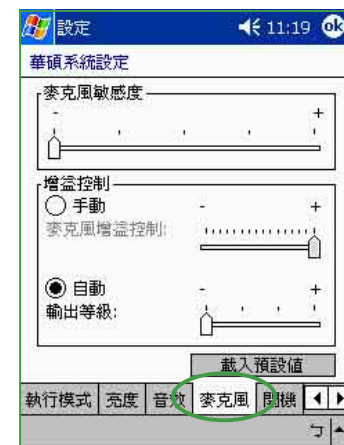 設定 11:19 ok
華碩系統設定
麥克風敏感度
- +
增益控制
手動 - +
麥克風增益控制:
自動 - +
輸出等級:
載入預設值
執行模式 亮度 音效 麥克風 開機
ㄅ